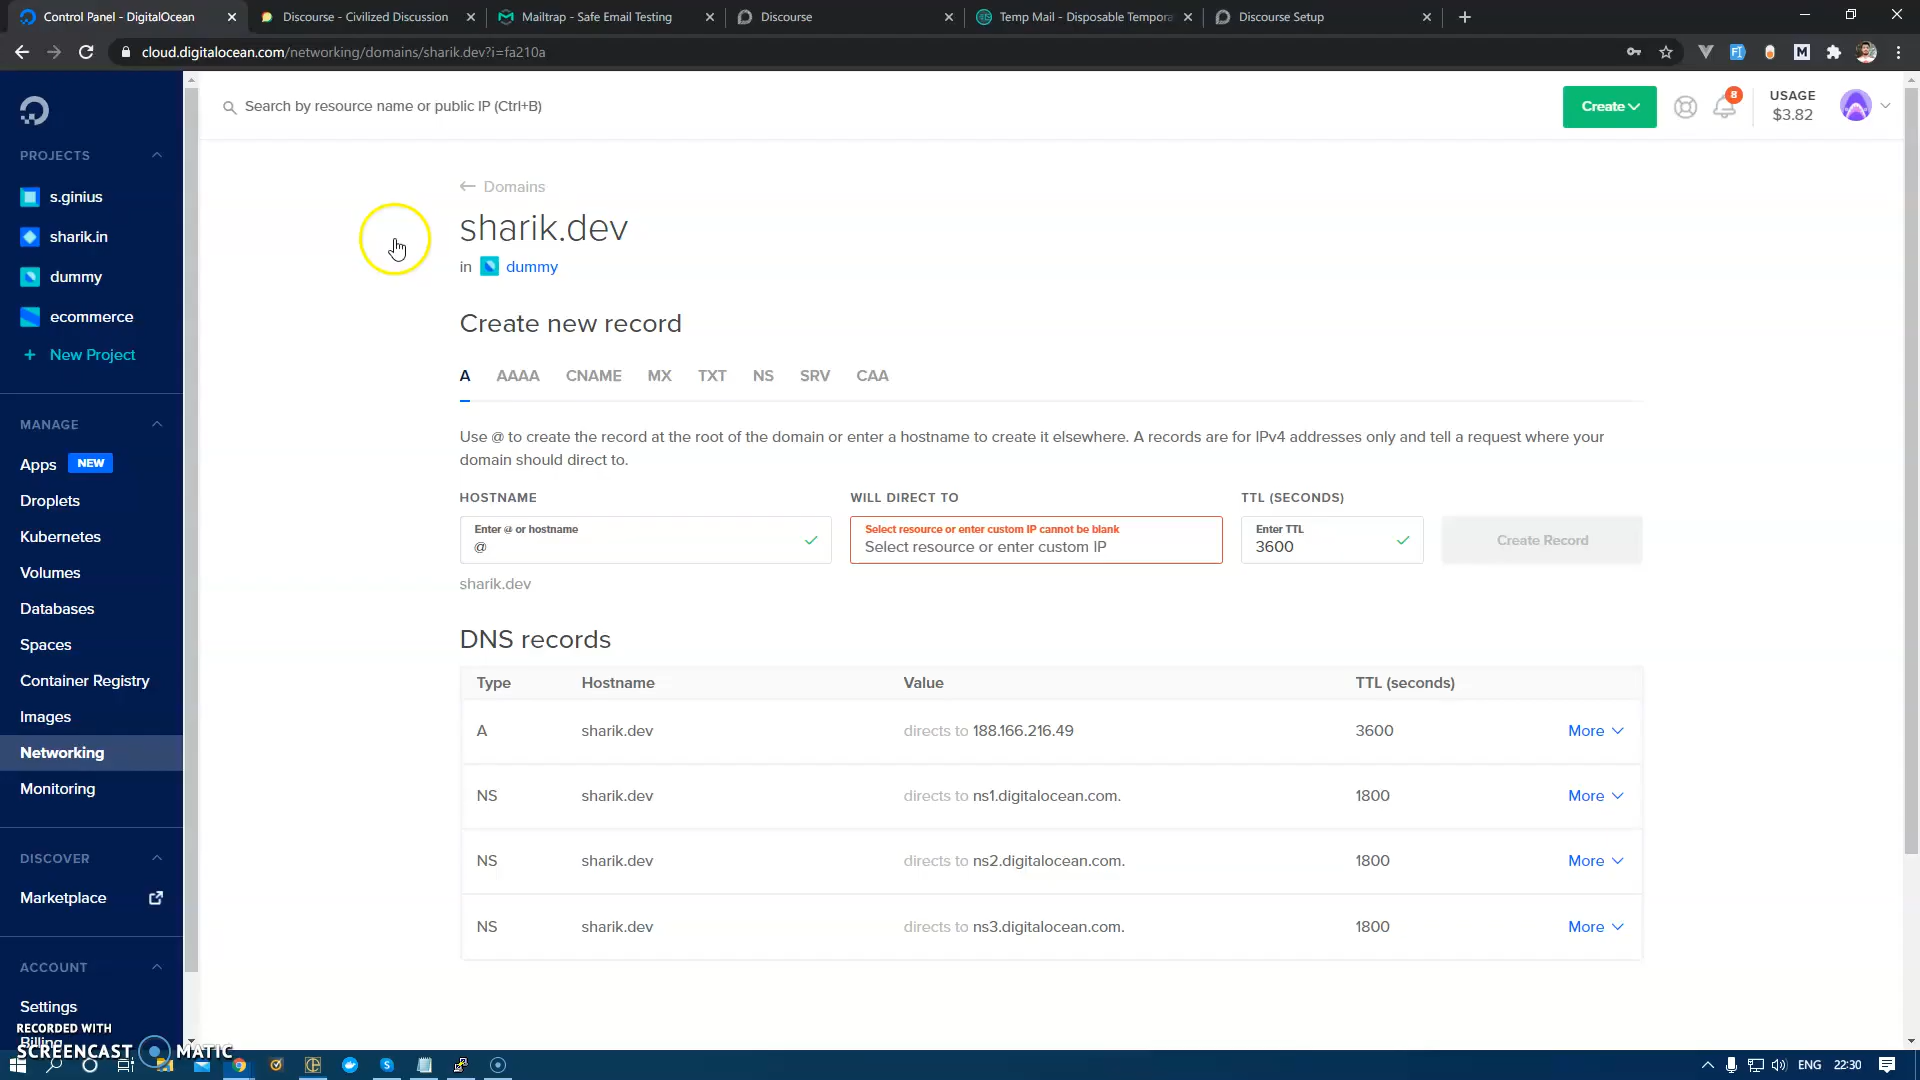 Control Panel - DigitalOcean
Discourse - Civilized Discussion
Mailtrap - Safe Email Testing
Discourse
Temp Mail - Disposable Tempora
Discourse Setup
cloud.digitalocean.com/networking/domains/sharik.dev?i=fa210a
Search by resource name or public IP (Ctrl+B)
Create
8
USAGE
$3.82
PROJECTS
s.ginius
sharik.in
dummy
ecommerce
+ New Project
MANAGE
Apps NEW
Droplets
Kubernetes
Volumes
Databases
Spaces
Container Registry
Images
Networking
Monitoring
DISCOVER
Marketplace
ACCOUNT
Settings
Billing
← Domains
sharik.dev
in dummy
Create new record
A AAAA CNAME MX TXT NS SRV CAA
Use @ to create the record at the root of the domain or enter a hostname to create it elsewhere. A records are for IPv4 addresses only and tell a request where your
domain should direct to.
HOSTNAME WILL DIRECT TO TTL (SECONDS)
Enter @ or hostname
@
Select resource or enter custom IP cannot be blank
Select resource or enter custom IP
Enter TTL
3600
Create Record
sharik.dev
DNS records
Type Hostname Value TTL (seconds)
A sharik.dev directs to 188.166.216.49 3600 More
NS sharik.dev directs to ns1.digitalocean.com. 1800 More
NS sharik.dev directs to ns2.digitalocean.com. 1800 More
NS sharik.dev directs to ns3.digitalocean.com. 1800 More
RECORDED WITH
SCREENCAST MATIC
ENG 22:30